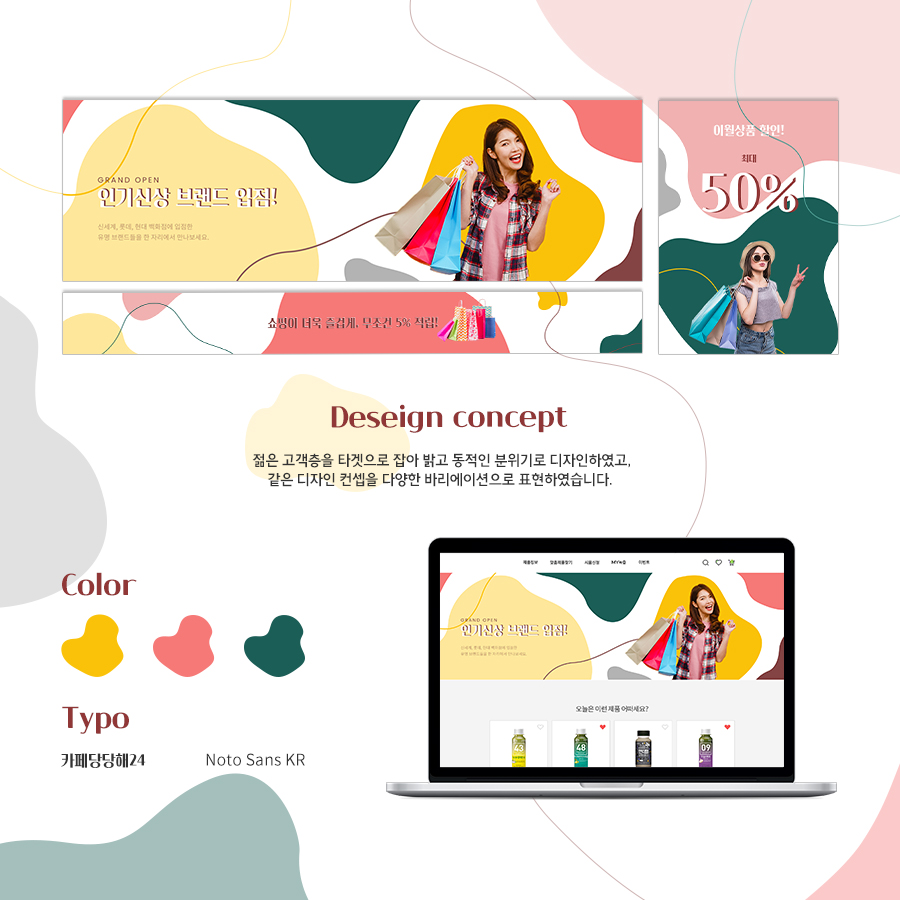 GRAND OPEN
인기신상 브랜드 입점!
신세계, 롯데, 현대 백화점에 입점한
유명 브랜드들을 한 자리에서 만나보세요.
이월상품 할인!
최대
50%
쇼핑이 더욱 즐겁게, 무조건 5% 적립!
Deseign concept
젊은 고객층을 타겟으로 잡아 밝고 동적인 분위기로 디자인하였고,
같은 디자인 컨셉을 다양한 바리에이션으로 표현하였습니다.
Color
Typo
카페당당해24
Noto Sans KR
제품정보 맞춤제품찾기 시음신청 MY녹즙 이벤트
GRAND OPEN
인기신상 브랜드 입점!
신세계, 롯데, 현대 백화점에 입점한
유명 브랜드들을 한 자리에서 만나보세요.
오늘은 이런 제품 어떠세요?
43
48
09